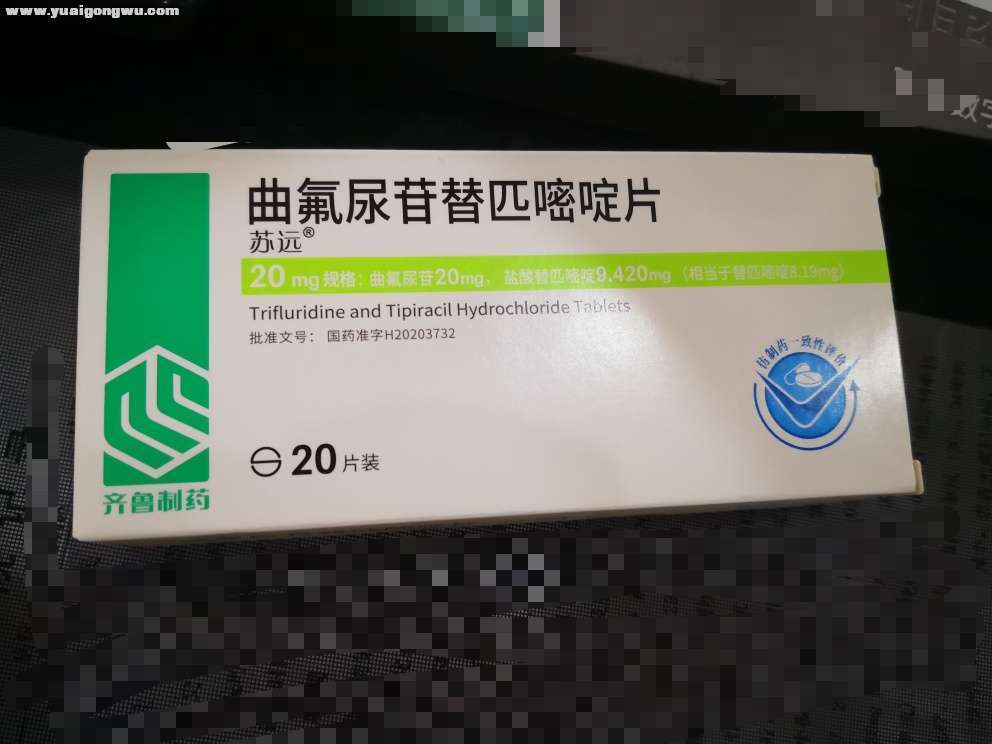 www.yuaigongwu.com
数字
曲氟尿苷替匹嘧啶片
苏远®
20 mg 规格：曲氟尿苷20mg，盐酸替匹嘧啶9.420mg（相当于替匹嘧啶8.19mg）
Trifluridine and Tipiracil Hydrochloride Tablets
批准文号： 国药准字H20203732
仿制药一致性评价
20片装
齐鲁制药